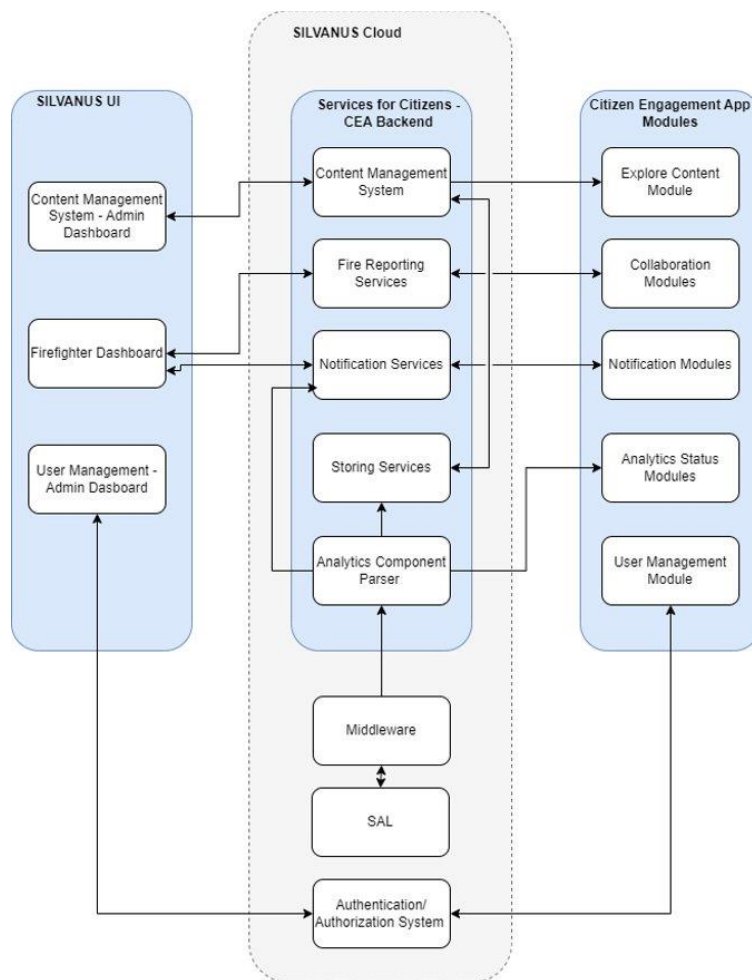 SILVANUS Cloud
SILVANUS UI
Services for Citizens -
CEA Backend
Citizen Engagement App
Modules
Content Management
System - Admin
Dashboard
Content Management
System
Explore Content
Module
Fire Reporting
Services
Collaboration
Modules
Firefighter Dashboard
Notification Services
Notification Modules
User Management -
Admin Dasboard
Storing Services
Analytics Status
Modules
Analytics Component
Parser
User Management
Module
Middleware
SAL
Authentication/
Authorization System